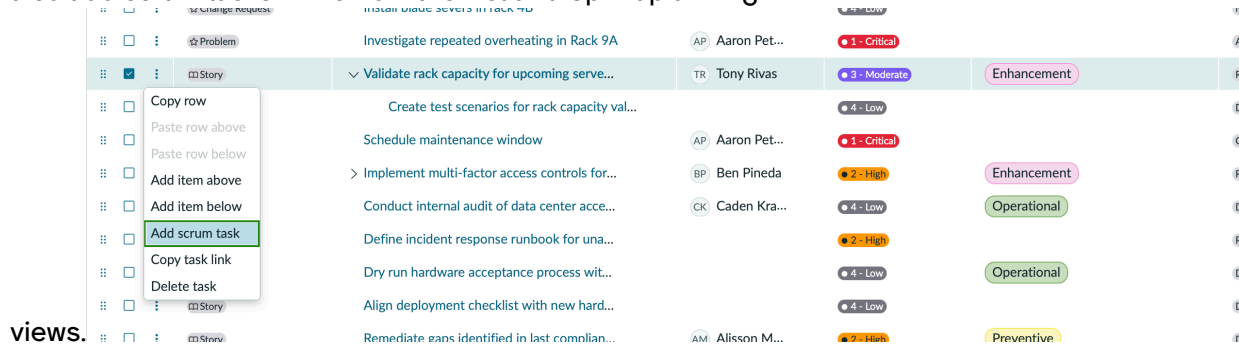 Change Request Install blade severs in rack 4B 4 - Low
Problem Investigate repeated overheating in Rack 9A AP Aaron Pet... 1 - Critical
Story Validate rack capacity for upcoming serve... TR Tony Rivas 3 - Moderate Enhancement
Copy row
Create test scenarios for rack capacity val... 4 - Low
Paste row above
Schedule maintenance window AP Aaron Pet... 1 - Critical
Paste row below
Add item above
Implement multi-factor access controls for... BP Ben Pineda 2 - High Enhancement
Add item below
Conduct internal audit of data center acce... CK Caden Kra... 4 - Low Operational
Add scrum task
Define incident response runbook for una... 2 - High
Copy task link
Dry run hardware acceptance process wit... 4 - Low Operational
Delete task
Story Align deployment checklist with new hard... 4 - Low
views. Story Remediate gaps identified in last complian... AM Alisson M... 2 - High Preventive